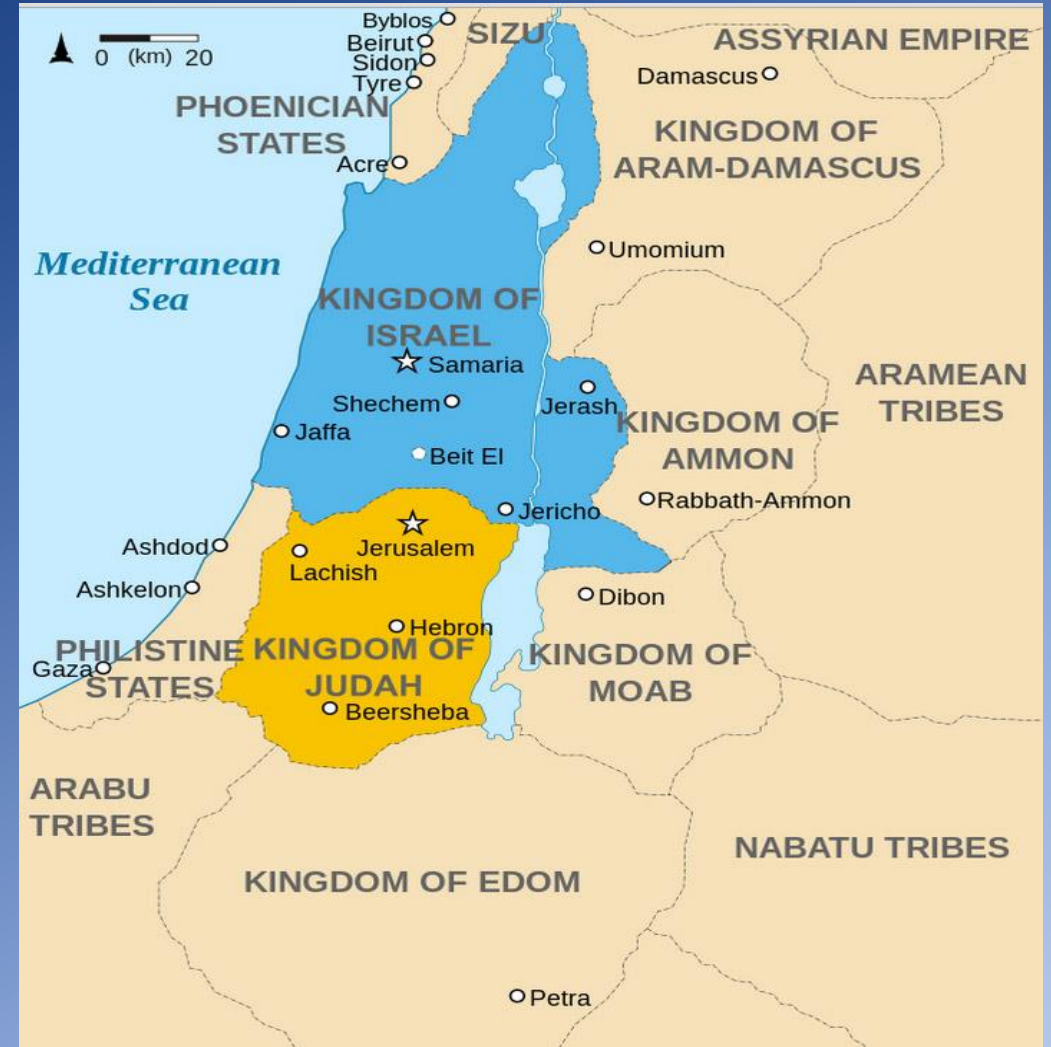 Byblos
SIZU
ASSYRIAN EMPIRE
Beirut
0 (km) 20
Sidon
Damascus
Tyre
PHOENICIAN
STATES
KINGDOM OF
ARAM-DAMASCUS
Acre
Umomium
Mediterranean
Sea
KINGDOM OF
ISRAEL
Samaria
ARAMEAN
TRIBES
Shechem
Jerash
KINGDOM OF
AMMON
Jaffa
Beit El
Rabbath-Ammon
Jericho
Ashdod
Jerusalem
Lachish
Ashkelon
Dibon
Hebron
PHILISTINE
STATES
KINGDOM OF
JUDAH
KINGDOM OF
MOAB
Gaza
Beersheba
ARABU
TRIBES
NABATU TRIBES
KINGDOM OF EDOM
Petra